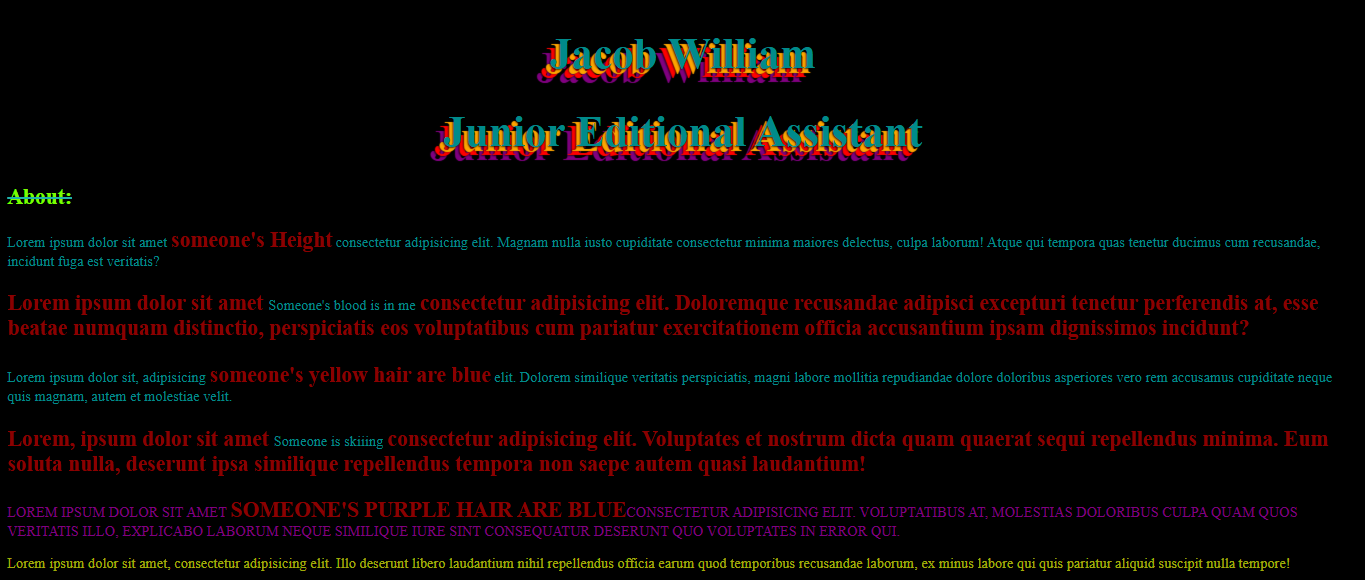 Jacob William
Junior Editional Assistant
About:
Lorem ipsum dolor sit amet someone's Height consectetur adipisicing elit. Magnam nulla iusto cupiditate consectetur minima maiores delectus, culpa laborum! Atque qui tempora quas tenetur ducimus cum recusandae,
incidunt fuga est veritatis?
Lorem ipsum dolor sit amet Someone's blood is in me consectetur adipisicing elit. Doloremque recusandae adipisci excepturi tenetur perferendis at, esse
beatae numquam distinctio, perspiciatis eos voluptatibus cum pariatur exercitationem officia accusantium ipsam dignissimos incidunt?
Lorem ipsum dolor sit, adipisicing someone's yellow hair are blue elit. Dolorem similique veritatis perspiciatis, magni labore mollitia repudiandae dolore doloribus asperiores vero rem accusamus cupiditate neque
quis magnam, autem et molestiae velit.
Lorem, ipsum dolor sit amet Someone is skiiing consectetur adipisicing elit. Voluptates et nostrum dicta quam quaerat sequi repellendus minima. Eum
soluta nulla, deserunt ipsa similique repellendus tempora non saepe autem quasi laudantium!
LOREM IPSUM DOLOR SIT AMET SOMEONE'S PURPLE HAIR ARE BLUECONSECTETUR ADIPISICING ELIT. VOLUPTATIBUS AT, MOLESTIAS DOLORIBUS CULPA QUAM QUOS
VERITATIS ILLO, EXPLICABO LABORUM NEQUE SIMILIQUE IURE SINT CONSEQUATUR DESERUNT QUO VOLUPTATES IN ERROR QUI.
Lorem ipsum dolor sit amet, consectetur adipisicing elit. Illo deserunt libero laudantium nihil repellendus officia earum quod temporibus recusandae laborum, ex minus labore qui quis pariatur aliquid suscipit nulla tempore!